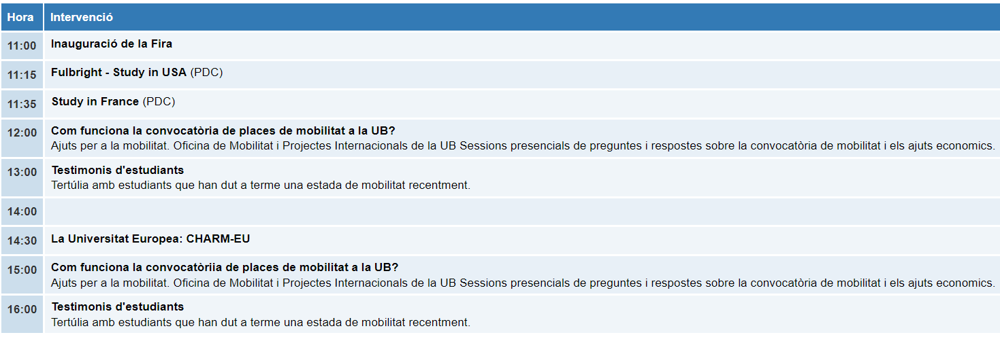 Hora Intervenció
11:00 Inauguració de la Fira
11:15 Fulbright - Study in USA (PDC)
11:35 Study in France (PDC)
12:00 Com funciona la convocatòria de places de mobilitat a la UB?
Ajuts per a la mobilitat. Oficina de Mobilitat i Projectes Internacionals de la UB Sessions presencials de preguntes i respostes sobre la convocatòria de mobilitat i els ajuts economics.
13:00 Testimonis d'estudiants
Tertúlia amb estudiants que han dut a terme una estada de mobilitat recentment.
14:00
14:30 La Universitat Europea: CHARM-EU
15:00 Com funciona la convocatòriia de places de mobilitat a la UB?
Ajuts per a la mobilitat. Oficina de Mobilitat i Projectes Internacionals de la UB Sessions presencials de preguntes i respostes sobre la convocatòria de mobilitat i els ajuts economics.
16:00 Testimonis d'estudiants
Tertúlia amb estudiants que han dut a terme una estada de mobilitat recentment.